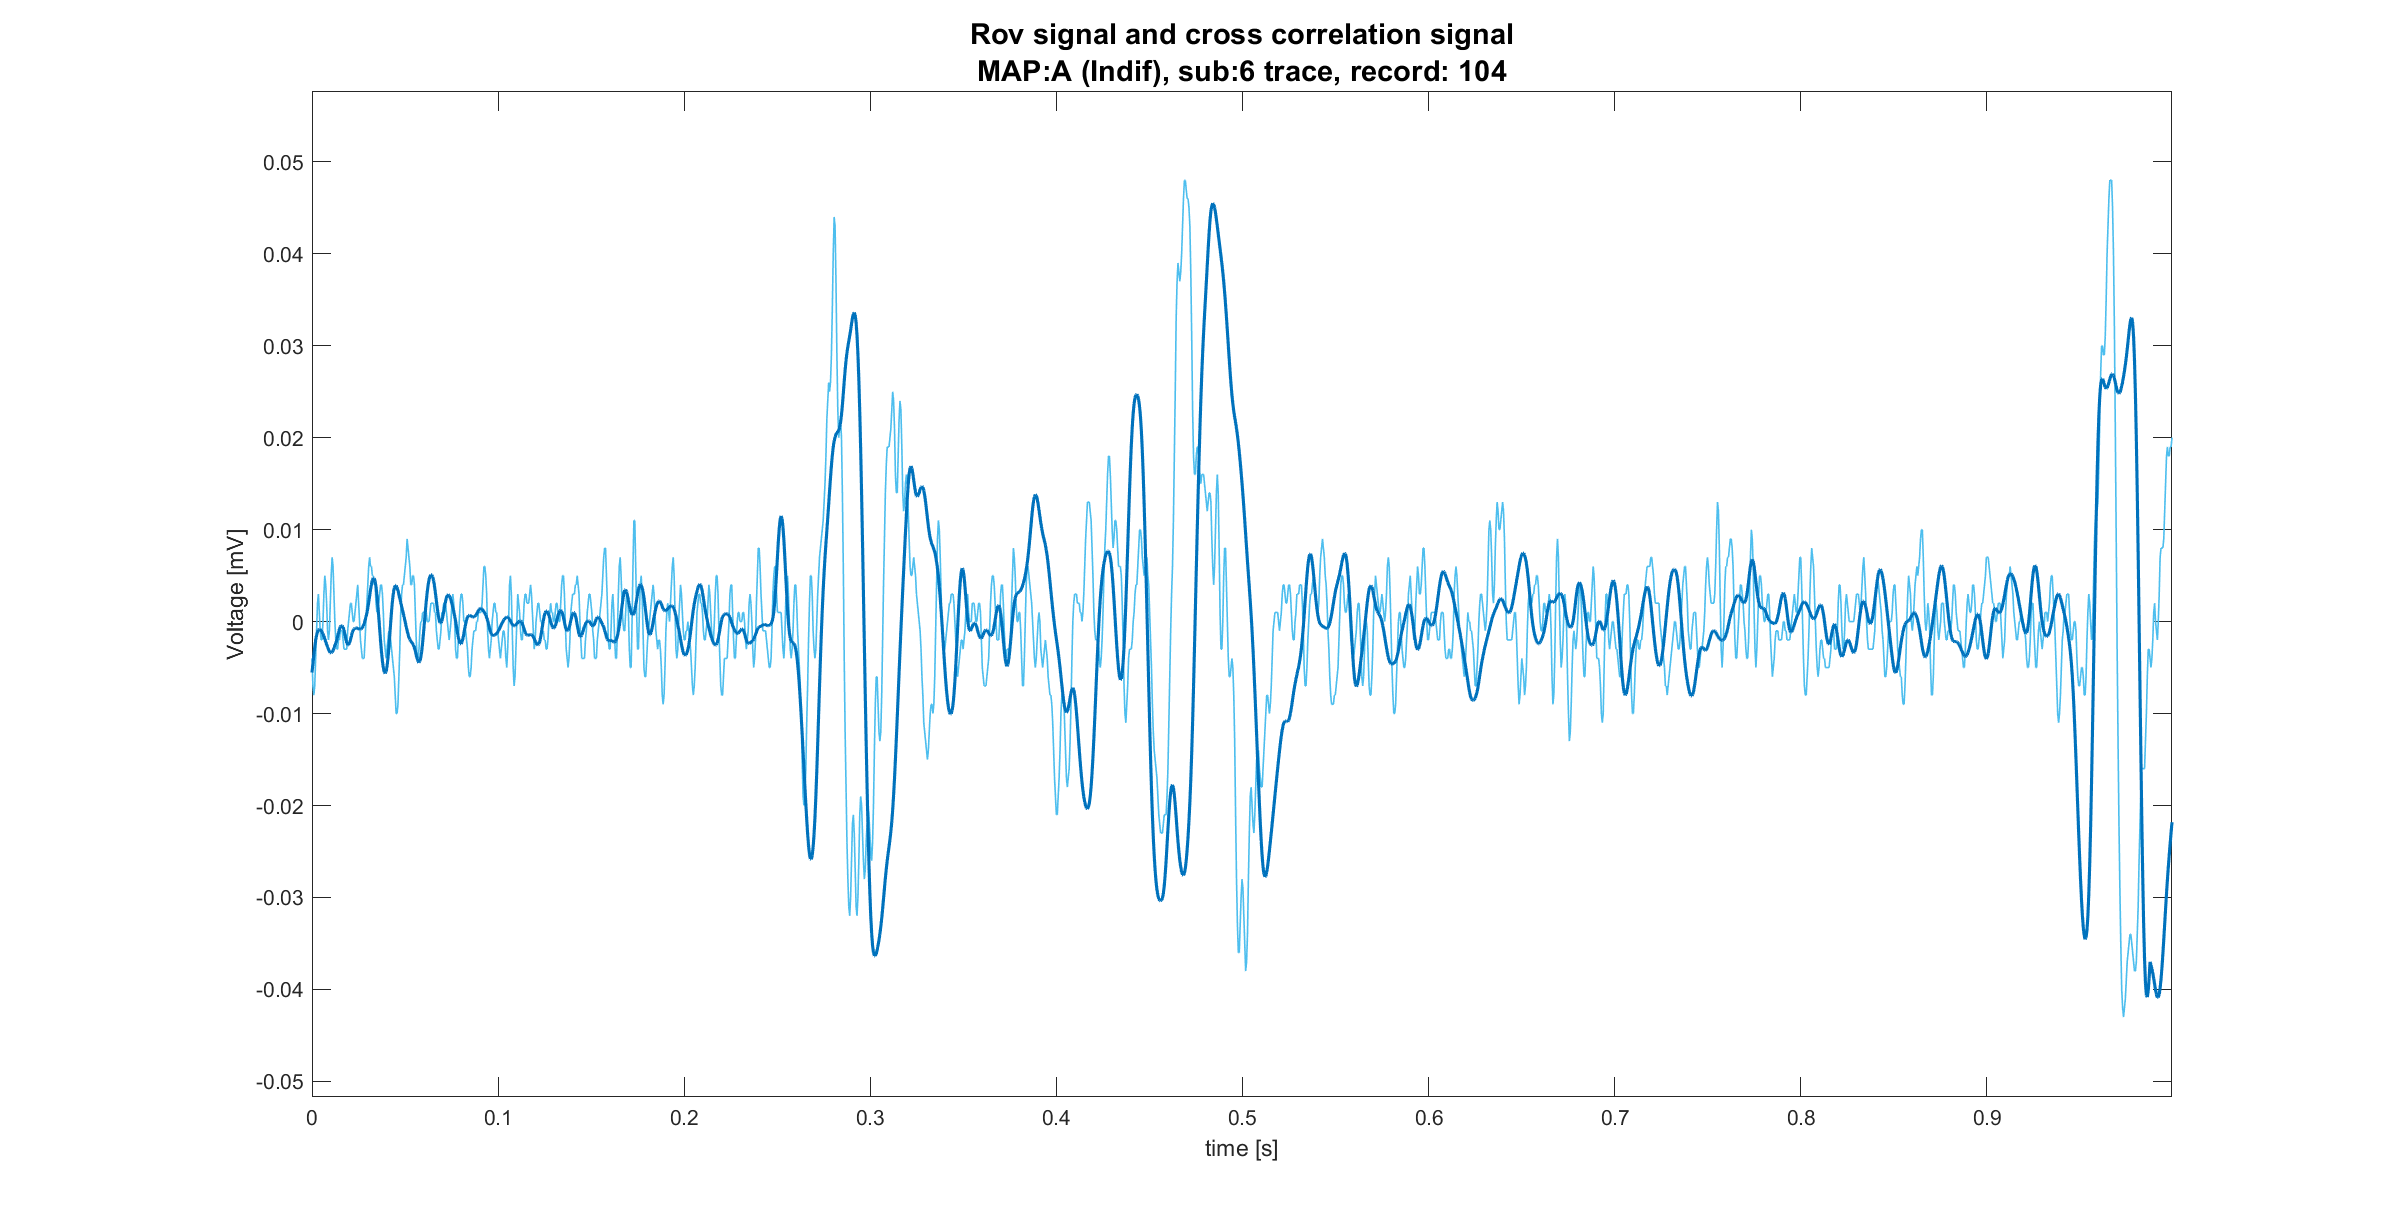 Rov signal and cross correlation signal
MAP:A (Indif), sub:6 trace, record: 104
0.05
0.04
0.03
0.02
0.01
0
-0.01
-0.02
-0.03
-0.04
-0.05
Voltage [mV]
0 0.1 0.2 0.3 0.4 0.5 0.6 0.7 0.8 0.9
time [s]